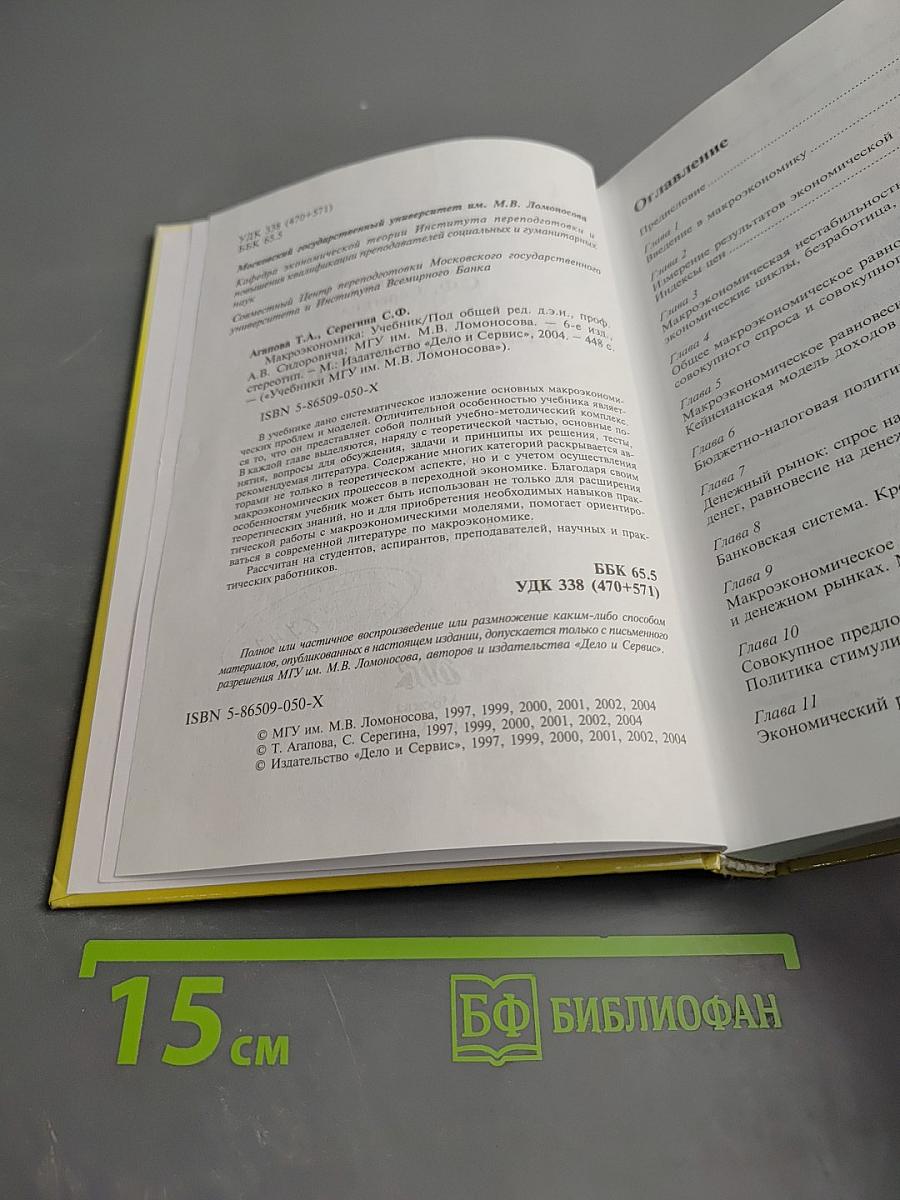 УДК 338 (470+571)
ББК 65.5
Московский государственный университет им. М.В. Ломоносова
Кафедра экономической теории Института переподготовки и
повышения квалификации преподавателей социальных и гуманитарных
наук
Совместный Центр переподготовки Московского государственного
университета и Института Всемирного Банка
Агапова Т.А., Серегина С.Ф.
Макроэкономика: Учебник/Под общей ред. д.э.н., проф.
А.В. Сидоровича; МГУ им. М.В. Ломоносова. — 6-е изд.,
стереотип. – М.: Издательство «Дело и Сервис», 2004. – 448 с.
— («Учебники МГУ им. М.В. Ломоносова»).
ISBN 5-86509-050-X
В учебнике дано систематическое изложение основных макроэкономи-
ческих проблем и моделей. Отличительной особенностью учебника являет-
ся то, что он представляет собой полный учебно-методический комплекс.
В каждой главе выделяются, наряду с теоретической частью, основные по-
нятия, вопросы для обсуждения, задачи и принципы их решения, тесты,
рекомендуемая литература. Содержание многих категорий раскрывается ав-
торами не только в теоретическом аспекте, но и с учетом осуществления
макроэкономических процессов в переходной экономике. Благодаря своим
особенностям учебник может быть использован не только для расширения
теоретических знаний, но и для приобретения необходимых навыков прак-
тической работы с макроэкономическими моделями, помогает ориентиро-
ваться в современной литературе по макроэкономике.
Рассчитан на студентов, аспирантов, преподавателей, научных и прак-
тических работников.
ББК 65.5
УДК 338 (470+571)
Полное или частичное воспроизведение или размножение каким-либо способом
материалов, опубликованных в настоящем издании, допускается только с письменного
разрешения МГУ им. М.В. Ломоносова, авторов и издательства «Дело и Сервис».
ISBN 5-86509-050-X
© МГУ им. М.В. Ломоносова, 1997, 1999, 2000, 2001, 2002, 2004
© Т. Агапова, С. Серегина, 1997, 1999, 2000, 2001, 2002, 2004
© Издательство «Дело и Сервис», 1997, 1999, 2000, 2001, 2002, 2004
Оглавление
Предисловие
Глава 1
Введение в макроэкономику
Глава 2
Измерение результатов экономической
Индексы цен
Глава 3
Макроэкономическая нестабильность
экономические циклы, безработица,
Глава 4
Общее макроэкономическое равно
совокупного спроса и совокупног
Глава 5
Макроэкономическое равновеси
Кейнсианская модель доходов
Глава 6
Бюджетно-налоговая полити
Глава 7
Денежный рынок: спрос на
денег, равновесие на денеж
Глава 8
Банковская система. Кре
Глава 9
Макроэкономическое
и денежном рынках.
Глава 10
Совокупное предло
Политика стимули
Глава 11
Экономический р
15 см
БФ БИБЛИОФАН